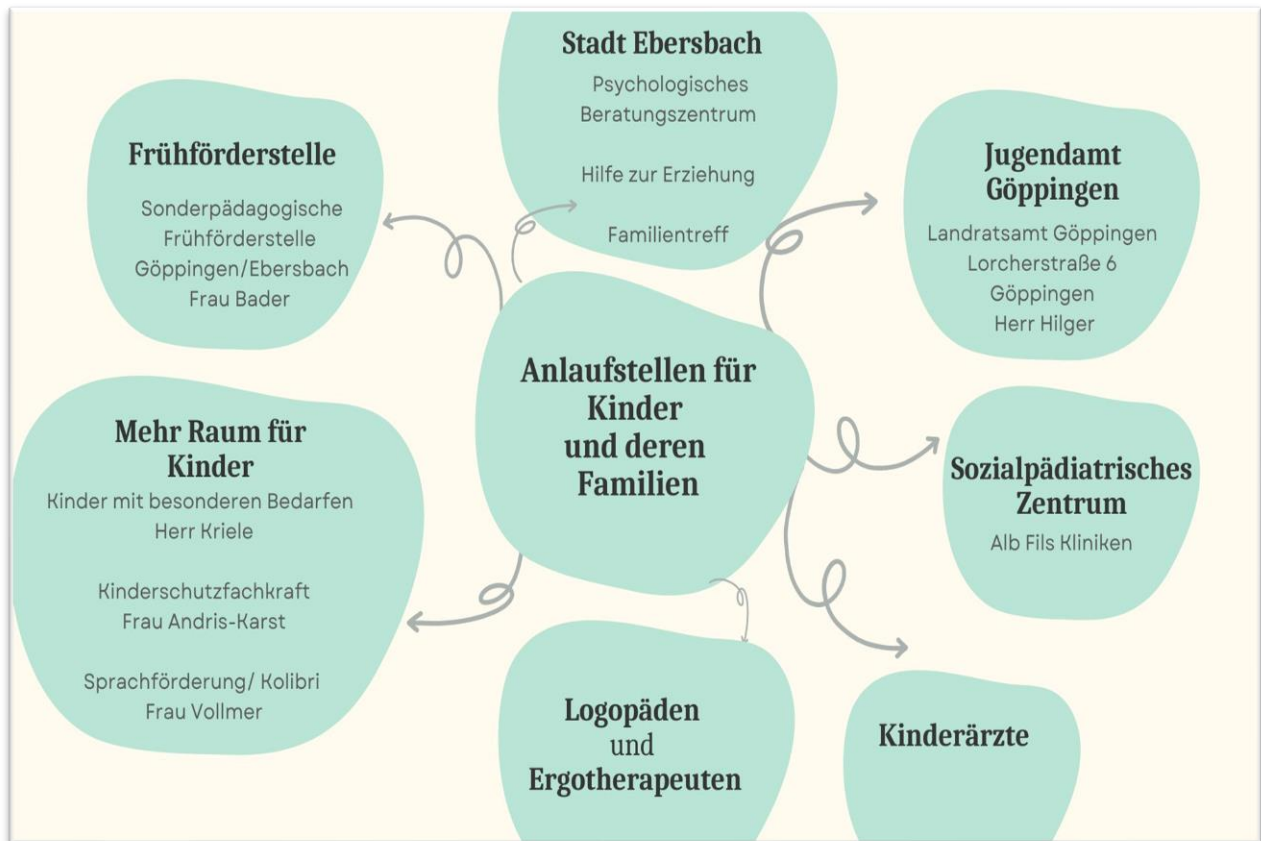 Stadt Ebersbach
Psychologisches
Beratungszentrum
Hilfe zur Erziehung
Familientreff
Frühförderstelle
Sonderpädagogische
Frühförderstelle
Göppingen/Ebersbach
Frau Bader
Jugendamt
Göppingen
Landratsamt Göppingen
Lorcherstraße 6
Göppingen
Herr Hilger
Anlaufstellen für
Kinder
und deren
Familien
Mehr Raum für
Kinder
Kinder mit besonderen Bedarfen
Herr Kriele
Kinderschutzfachkraft
Frau Andris-Karst
Sprachförderung/ Kolibri
Frau Vollmer
Sozialpädiatrisches
Zentrum
Alb Fils Kliniken
Logopäden
und
Ergotherapeuten
Kinderärzte